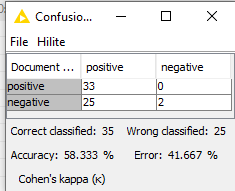 Confusio...
File Hilite
Document ... positive negative
positive 33 0
negative 25 2
Correct classified: 35 Wrong classified: 25
Accuracy: 58.333 % Error: 41.667 %
Cohen's kappa (κ)